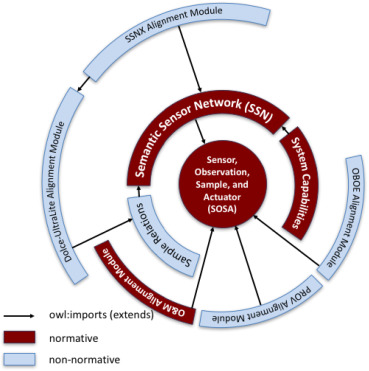 SSNX Alignment Module
Dolce-UltraLite Alignment Module
Semantic Sensor Network (SSN)
System Capabilities
OBOE Alignment Module
Sensor,
Observation,
Sample, and
Actuator
(SOSA)
Sample Relations
O&M Alignment Module
PROV Alignment Module
owl:imports (extends)
normative
non-normative